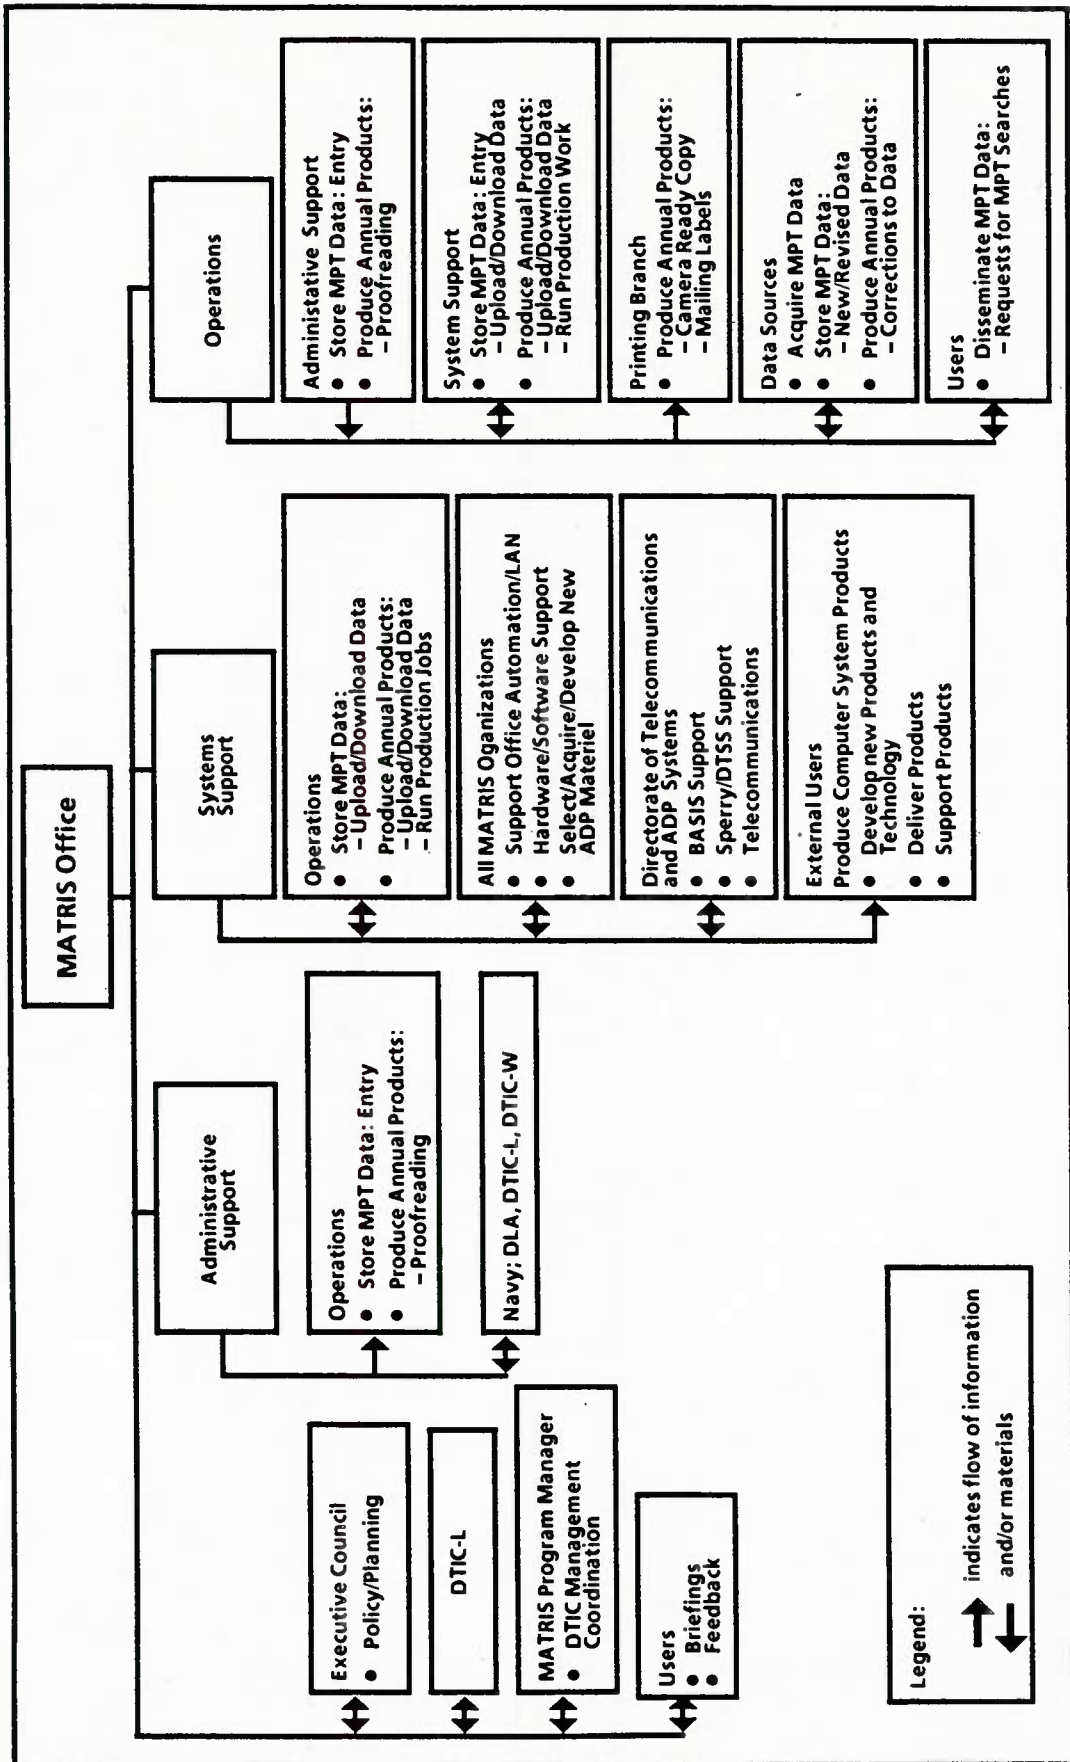 MATRIS Office
Executive Council
● Policy/Planning
DTIC-L
MATRIS Program Manager
● DTIC Management
Coordination
Users
● Briefings
● Feedback
Administrative
Support
Operations
● Store MPT Data: Entry
● Produce Annual Products:
– Proofreading
Navy; DLA, DTIC-L, DTIC-W
Systems
Support
Operations
● Store MPT Data:
– Upload/Download Data
● Produce Annual Products:
– Upload/Download Data
– Run Production Jobs
All MATRIS Oganizations
● Support Office Automation/LAN
● Hardware/Software Support
● Select/Acquire/Develop New
ADP Materiel
Directorate of Telecommunications
and ADP Systems
● BASIS Support
● Sperry/DTSS Support
● Telecommunications
External Users
Produce Computer System Products
● Develop new Products and
Technology
● Deliver Products
● Support Products
Operations
Administative Support
● Store MPT Data: Entry
● Produce Annual Products:
– Proofreading
System Support
● Store MPT Data: Entry
– Upload/Download Data
● Produce Annual Products:
– Upload/Download Data
– Run Production Work
Printing Branch
● Produce Annual Products:
– Camera Ready Copy
– Mailing Labels
Data Sources
● Acquire MPT Data
● Store MPT Data:
– New/Revised Data
● Produce Annual Products:
– Corrections to Data
Users
● Disseminate MPT Data:
– Requests for MPT Searches
Legend:
indicates flow of information
and/or materials